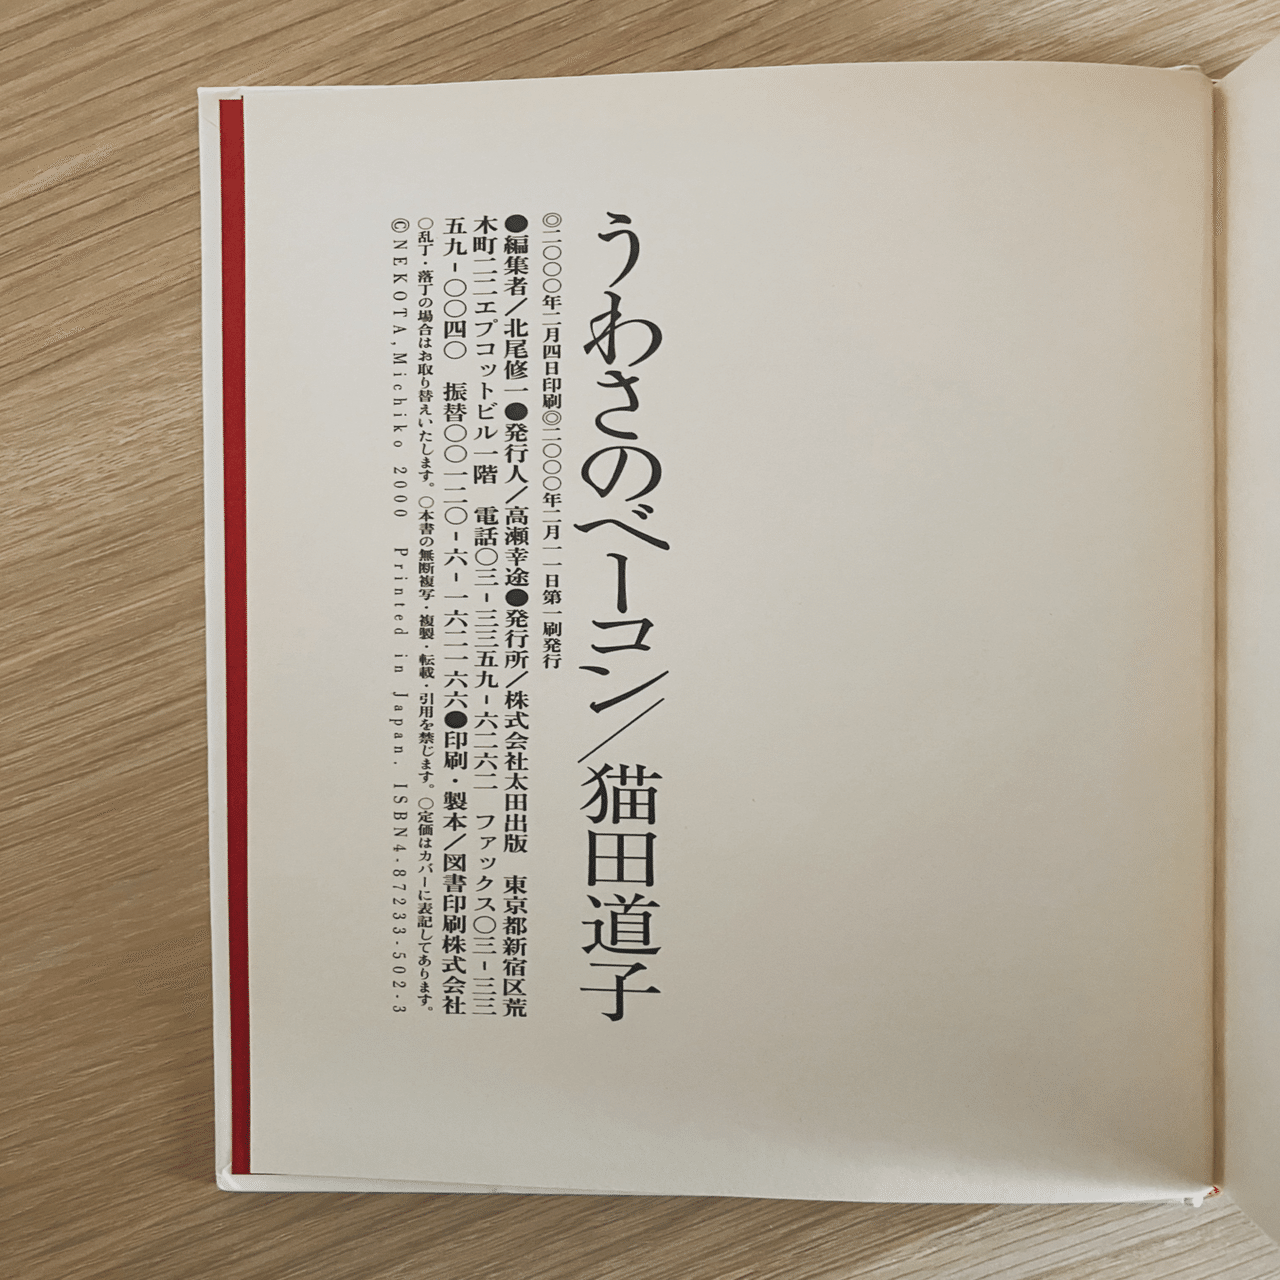 うわさのベーコン／猫田道子
◎二〇〇〇年二月四日印刷◎二〇〇〇年二月一一日第一刷発行
●編集者／北尾修一●発行人／高瀬幸途●発行所／株式会社太田出版　東京都新宿区荒
木町二二エプコットビル一階　電話〇三-三三五九-六二六二　ファックス〇三-三三
五九-〇〇四〇　振替〇〇一二〇-六-一六二一六六●印刷・製本／図書印刷株式会社
〇乱丁・落丁の場合はお取り替えいたします。〇本書の無断複写・複製・転載・引用を禁じます。〇定価はカバーに表記してあります。
©NEKOTA,Michiko 2000 Printed in Japan. ISBN4-87233-502-3